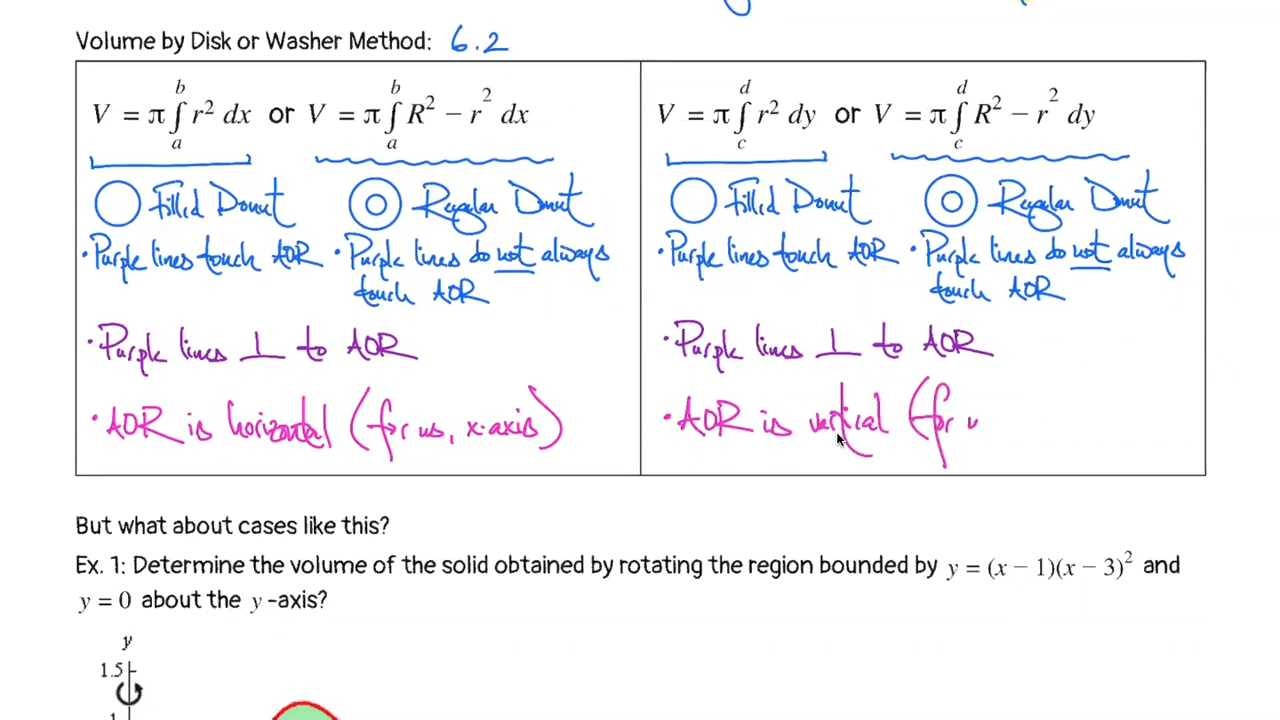 Volume by Disk or Washer Method: 6.2
V = π∫ₐᵇ r² dx or V = π∫ₐᵇ R² − r² dx
Filled Donut
Regular Donut
• Purple lines touch AOR
• Purple lines do not always
touch AOR
• Purple lines ⊥ to AOR
• AOR is horizontal (for us, x-axis)
V = π∫_c^d r² dy or V = π∫_c^d R² − r² dy
Filled Donut
Regular Donut
• Purple lines touch AOR
• Purple lines do not always
touch AOR
• Purple lines ⊥ to AOR
• AOR is vertical (for
But what about cases like this?
Ex. 1: Determine the volume of the solid obtained by rotating the region bounded by y = (x − 1)(x − 3)² and
y = 0 about the y-axis?
y
1.5
1